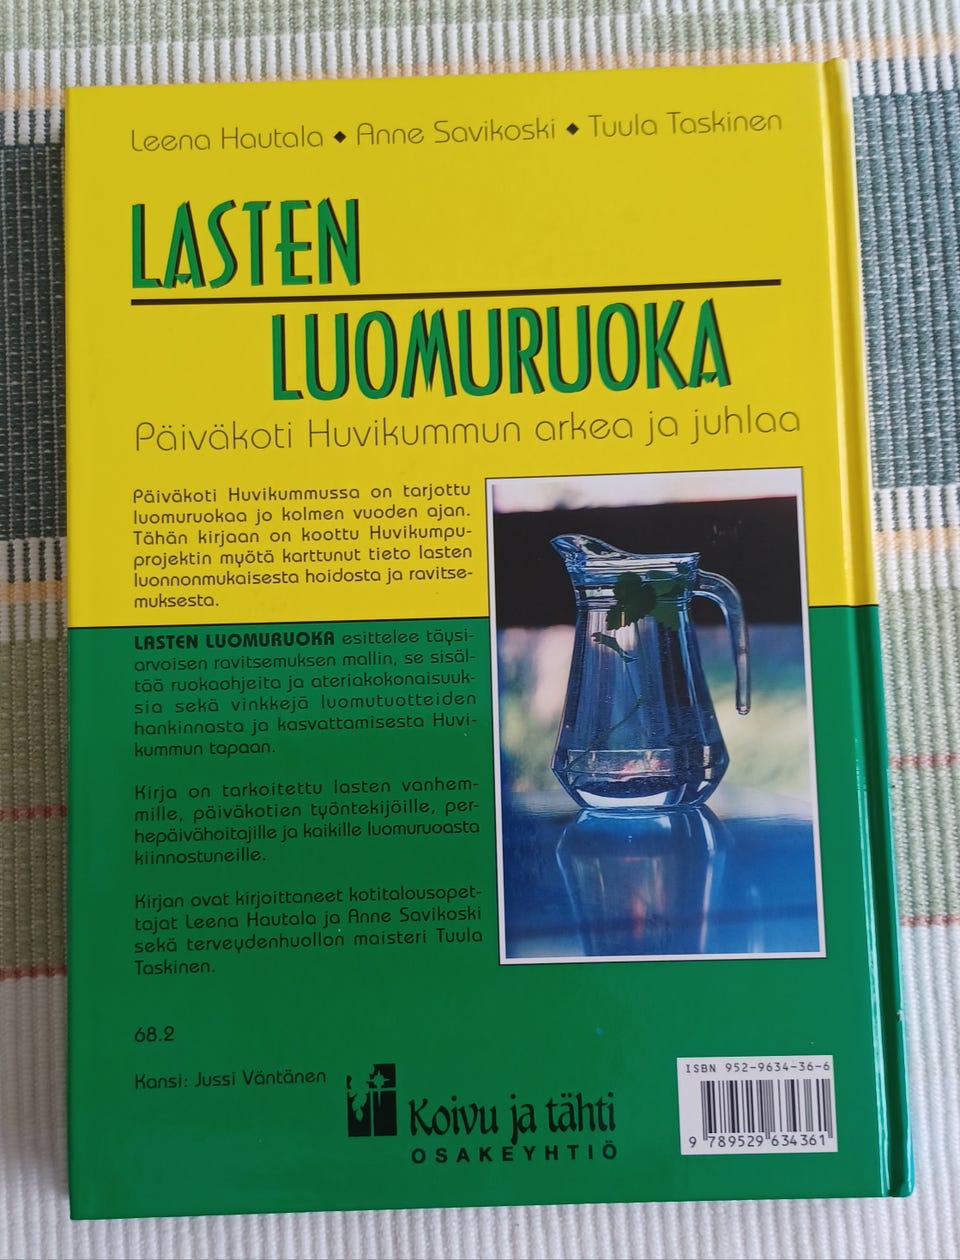 Leena Hautala ◆ Anne Savikoski ◆ Tuula Taskinen
LASTEN
LUOMURUOKA
Päiväkoti Huvikummun arkea ja juhlaa
Päiväkoti Huvikummussa on tarjottu
luomuruokaa jo kolmen vuoden ajan.
Tähän kirjaan on koottu Huvikumpu-
projektin myötä karttunut tieto lasten
luonnonmukaisesta hoidosta ja ravitse-
muksesta.
LASTEN LUOMURUOKA esittelee täysi-
arvoisen ravitsemuksen mallin, se sisäl-
tää ruokaohjeita ja ateriakokonaisuuk-
sia sekä vinkkejä luomutuotteiden
hankinnasta ja kasvattamisesta Huvi-
kummun tapaan.
Kirja on tarkoitettu lasten vanhem-
mille, päiväkotien työntekijöille, per-
hepäivähoitajille ja kaikille luomuruoasta
kiinnostuneille.
Kirjan ovat kirjoittaneet kotitalousopet-
tajat Leena Hautala ja Anne Savikoski
sekä terveydenhuollon maisteri Tuula
Taskinen.
68.2
Kansi: Jussi Väntänen
Koivu ja tähti
OSAKEYHTIÖ
ISBN 952-9634-36-6
9 789529 634361